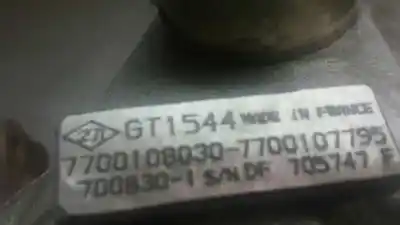 GT1544 MADE IN FRANCE
7700108030-7700107795
700830-1 S/N DF 705747 F